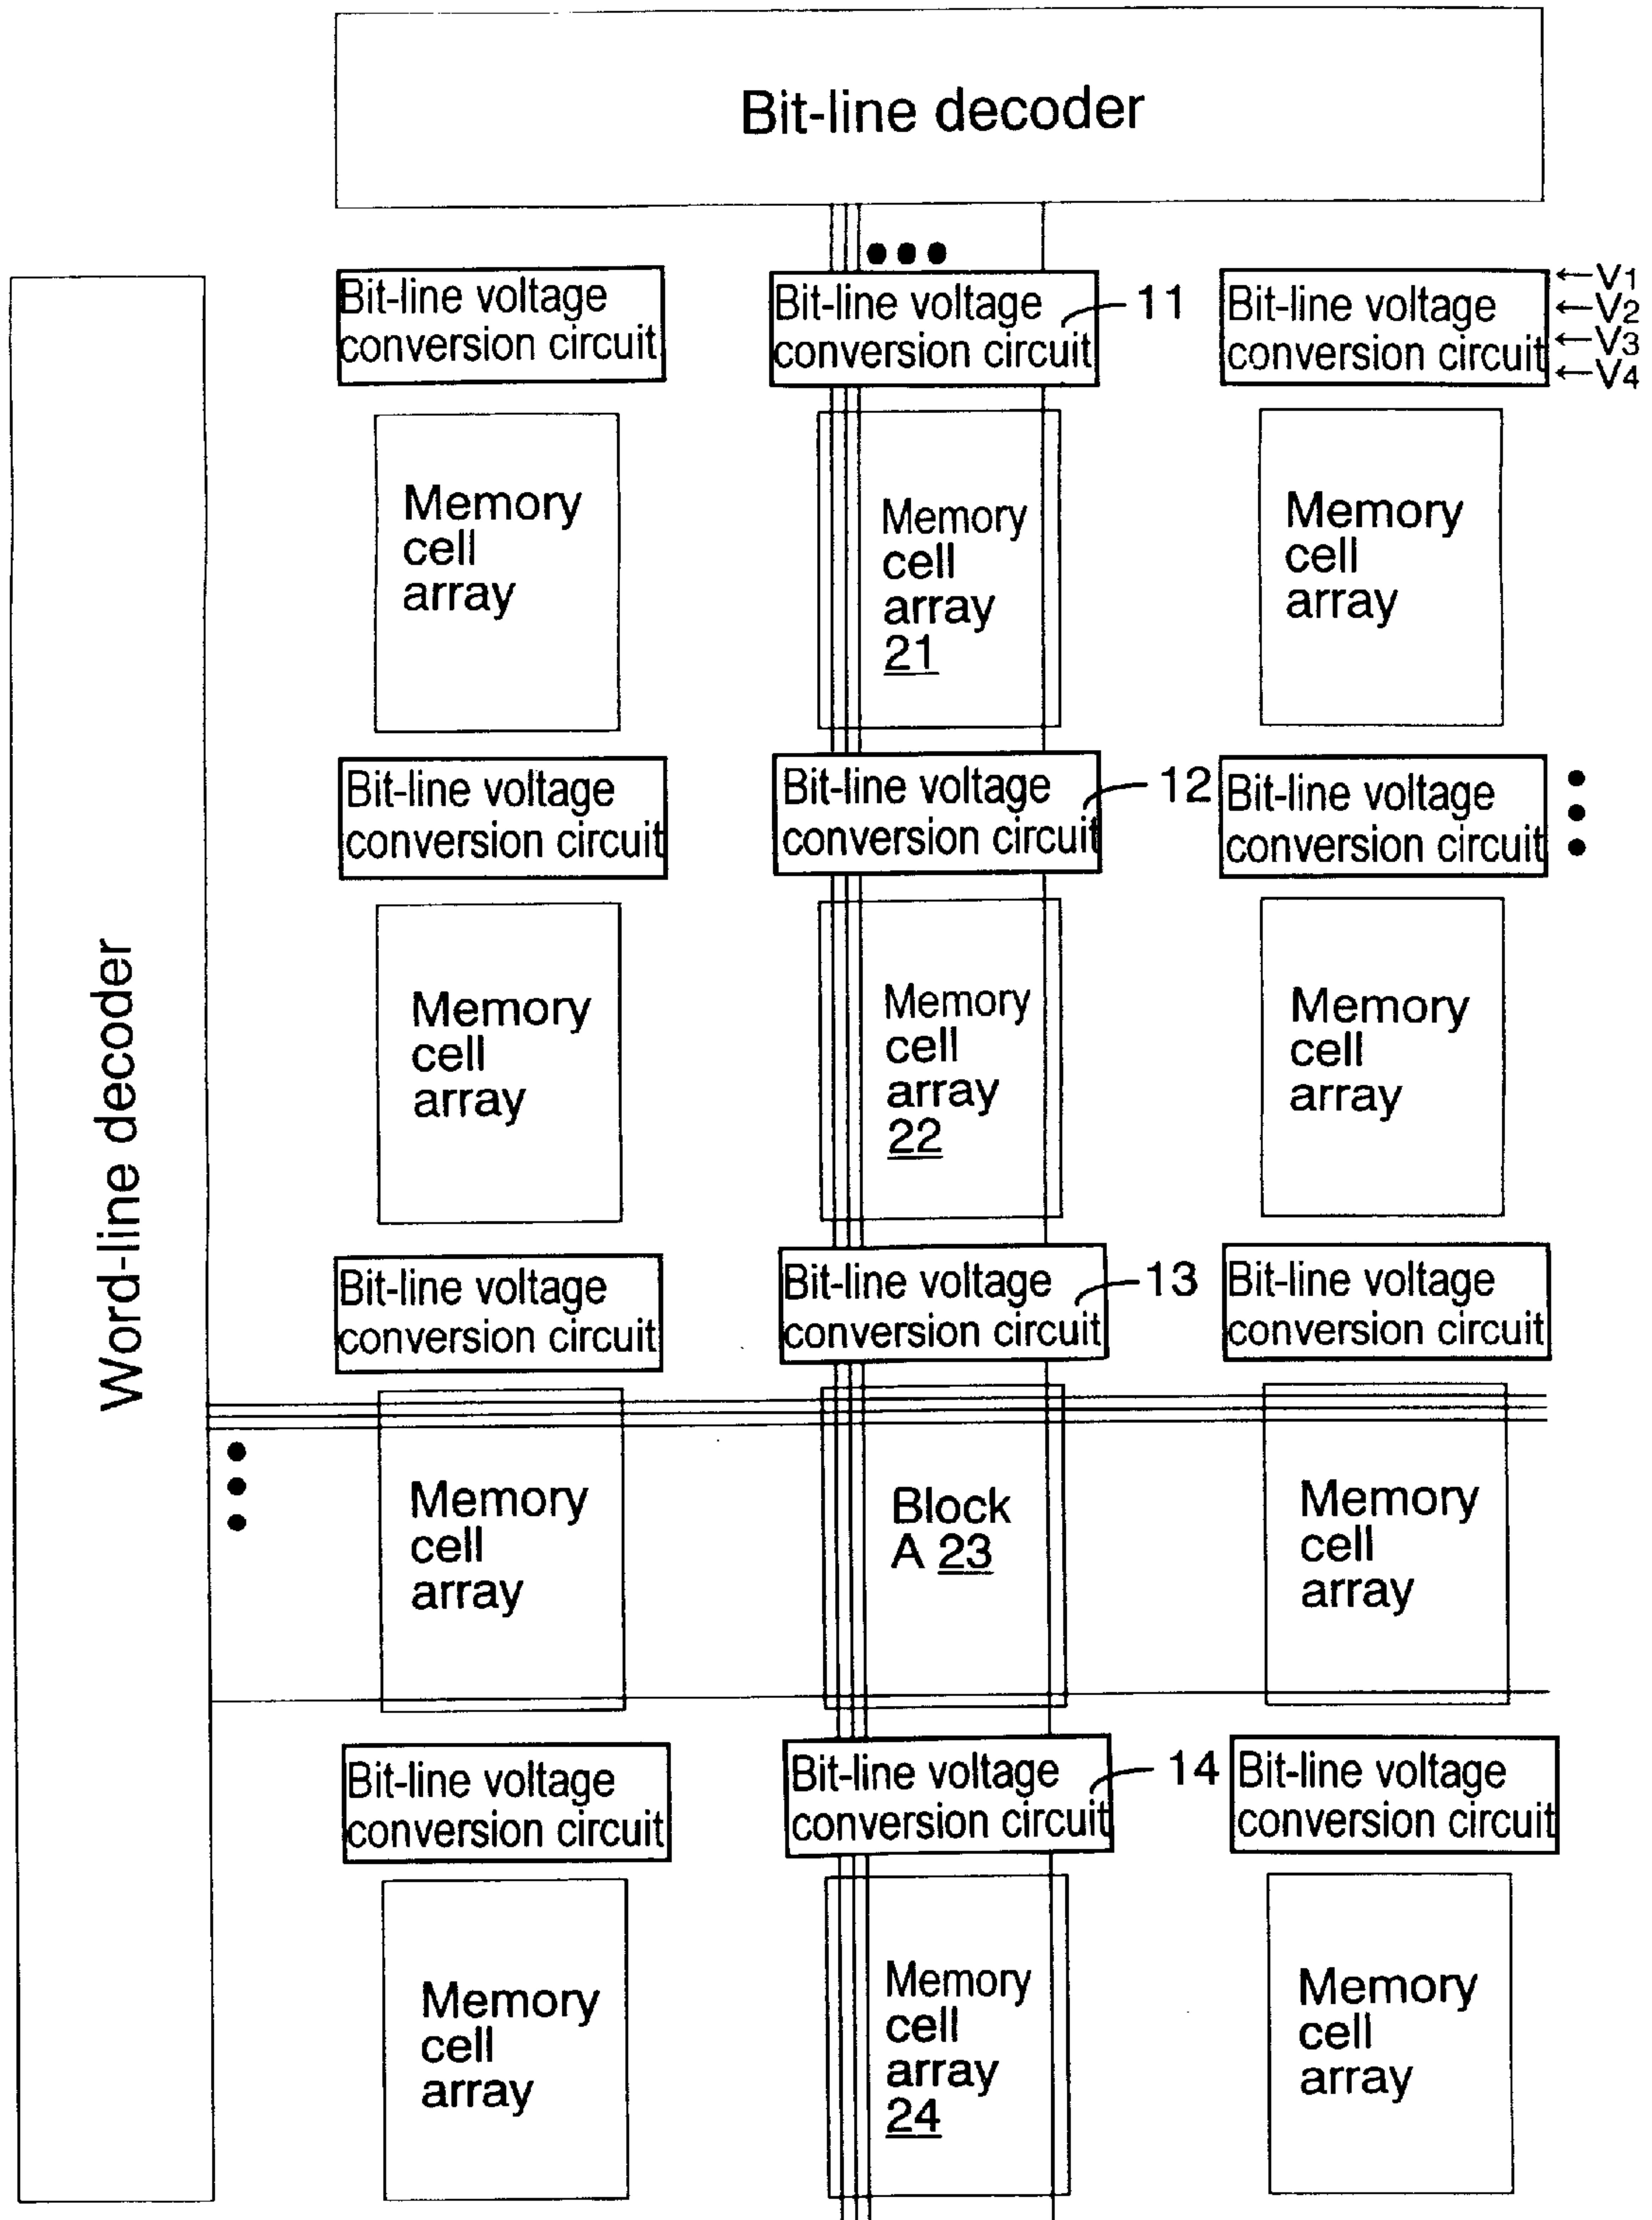 Bit-line decoder
Word-line decoder
Bit-line voltage
conversion circuit
Bit-line voltage
conversion circuit
11
Bit-line voltage
conversion circuit
←V1
←V2
←V3
←V4
Memory
cell
array
Memory
cell
array
21
Memory
cell
array
Bit-line voltage
conversion circuit
Bit-line voltage
conversion circuit
12
Bit-line voltage
conversion circuit
Memory
cell
array
Memory
cell
array
22
Memory
cell
array
Bit-line voltage
conversion circuit
Bit-line voltage
conversion circuit
13
Bit-line voltage
conversion circuit
Memory
cell
array
Block
A 23
Memory
cell
array
Bit-line voltage
conversion circuit
Bit-line voltage
conversion circuit
14
Bit-line voltage
conversion circuit
Memory
cell
array
Memory
cell
array
24
Memory
cell
array